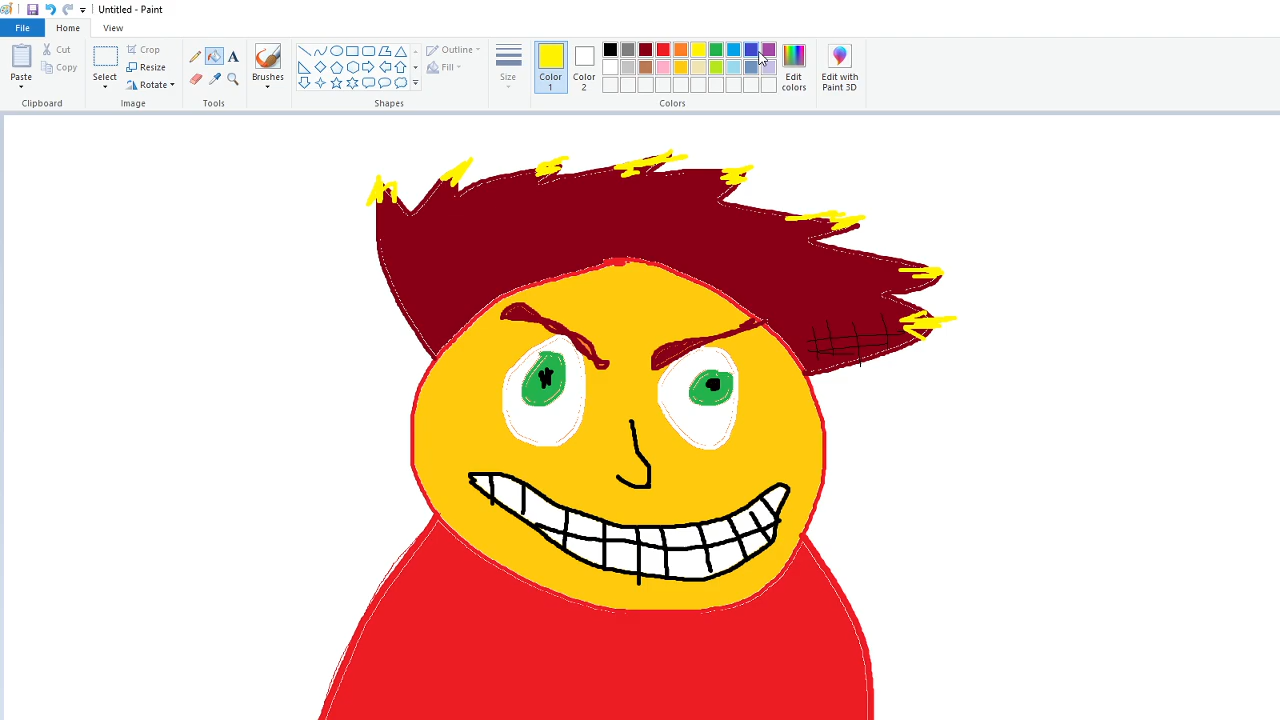 Untitled - Paint
File Home View
Paste Cut Copy
Clipboard
Select Crop Resize Rotate
Image
A
Tools
Brushes
Outline Fill
Shapes
Size
Color 1
Color 2
Edit colors
Colors
Edit with Paint 3D